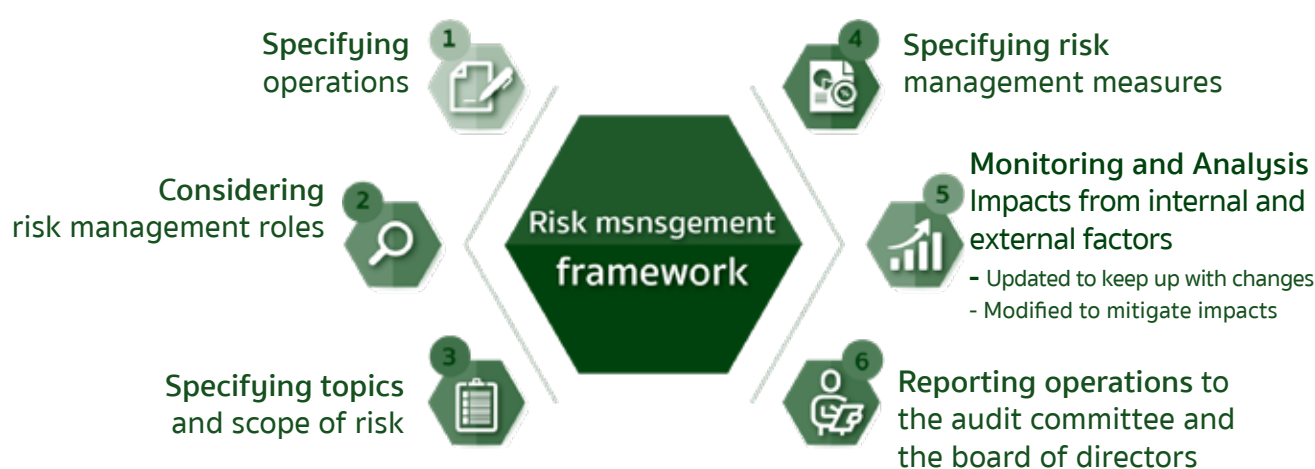 1
Specifying
operations
2
Considering
risk management roles
3
Specifying topics
and scope of risk
Risk msnsgement
framework
4
Specifying risk
management measures
5
Monitoring and Analysis
Impacts from internal and
external factors
- Updated to keep up with changes
- Modified to mitigate impacts
6
Reporting operations to
the audit committee and
the board of directors